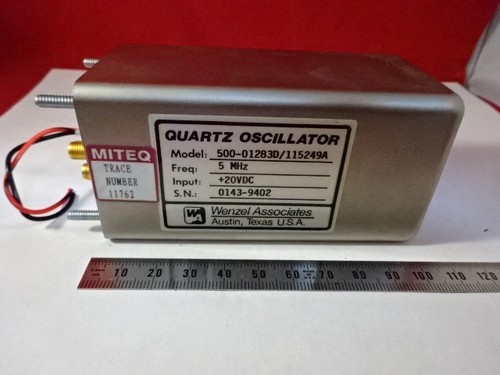 QUARTZ OSCILLATOR
Model: 500-01283D/115249A
Freq: 5 MHz
Input: +20VDC
S.N.: 0143-9402
Wenzel Associates
Austin, Texas U.S.A.
MITEQ
TRACE
NUMBER
11762
10 20 30 40 50 60 70 80 90 100 110 120